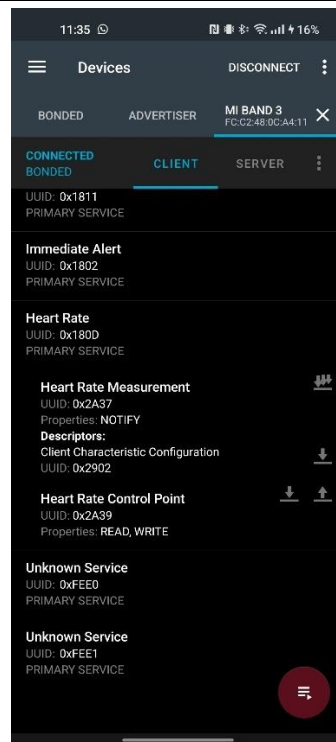 11:35
16%
Devices
DISCONNECT
BONDED
ADVERTISER
MI BAND 3
FC:C2:48:0C:A4:11
CONNECTED
BONDED
CLIENT
SERVER
UUID: 0x1811
PRIMARY SERVICE
Immediate Alert
UUID: 0x1802
PRIMARY SERVICE
Heart Rate
UUID: 0x180D
PRIMARY SERVICE
Heart Rate Measurement
UUID: 0x2A37
Properties: NOTIFY
Descriptors:
Client Characteristic Configuration
UUID: 0x2902
Heart Rate Control Point
UUID: 0x2A39
Properties: READ, WRITE
Unknown Service
UUID: 0xFEE0
PRIMARY SERVICE
Unknown Service
UUID: 0xFEE1
PRIMARY SERVICE